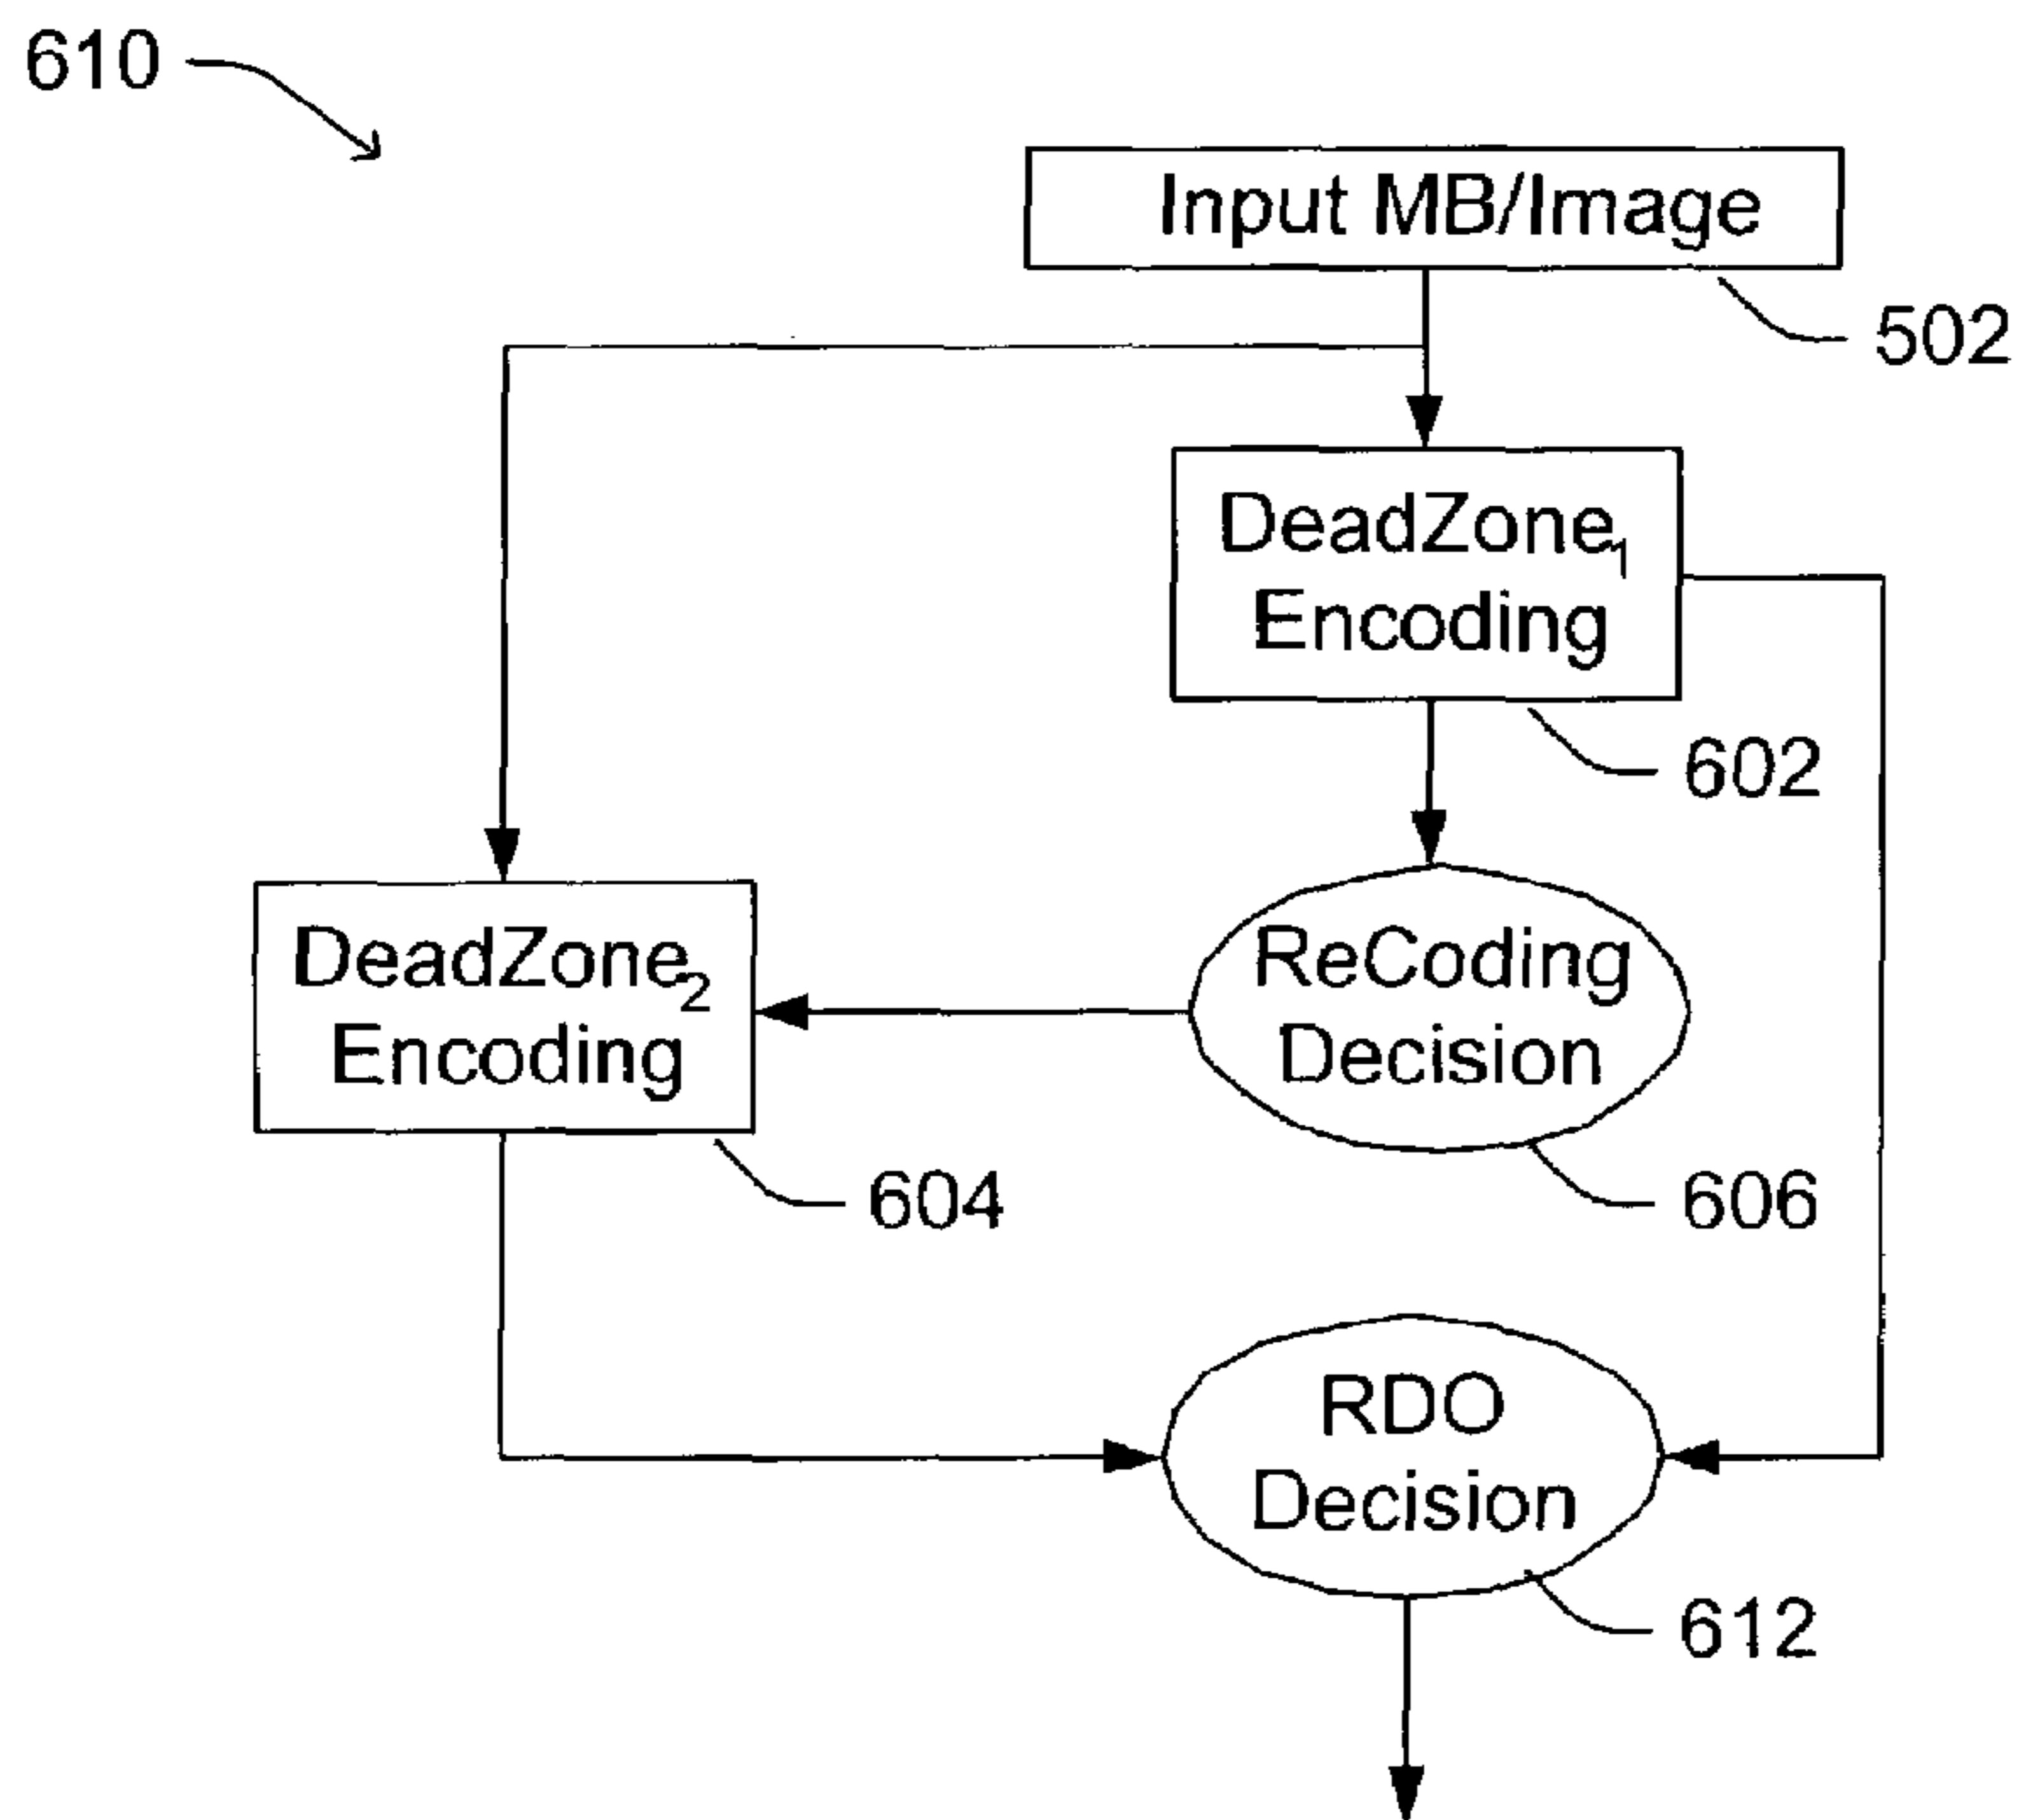 610
Input MB/Image
502
DeadZone1
Encoding
602
DeadZone2
Encoding
604
ReCoding
Decision
606
RDO
Decision
612